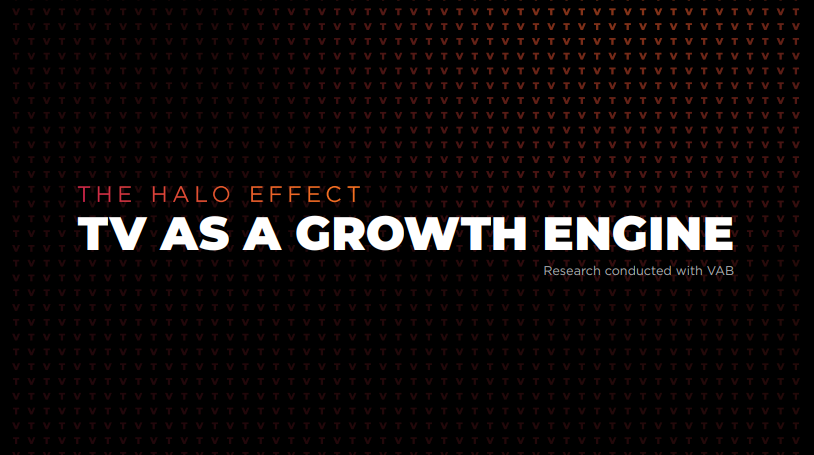 THE HALO EFFECT
TV AS A GROWTH ENGINE
Research conducted with VAB